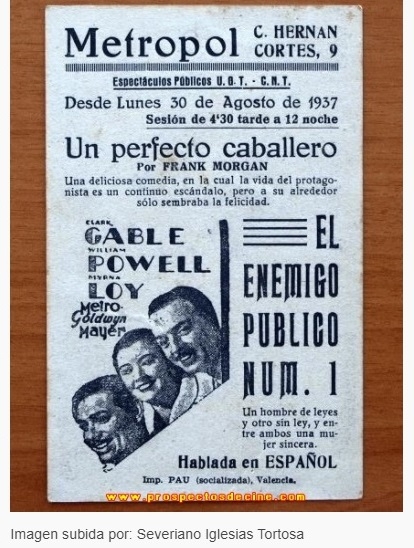 Metropol C. HERNAN
CORTES, 9
Espectáculos Públicos U. G. T. - C. N. T.
Desde Lunes 30 de Agosto de 1937
Sesión de 4'30 tarde a 12 noche
Un perfecto caballero
Por FRANK MORGAN
Una deliciosa comedia, en la cual la vida del protago-
nista es un continuo escándalo, pero a su alrededor
sólo sembraba la felicidad.
CLARK
GABLE
WILLIAM
POWELL
MYRNA
LOY
Metro-
Goldwyn
Mayer
EL
ENEMIGO
PUBLICO
NUM. 1
Un hombre de leyes
y otro sin ley, y en-
tre ambos una mu-
jer sincera.
Hablada en ESPAÑOL
Imp. PAU (socializada), Valencia.
www.prospectosdecine.com
Imagen subida por: Severiano Iglesias Tortosa